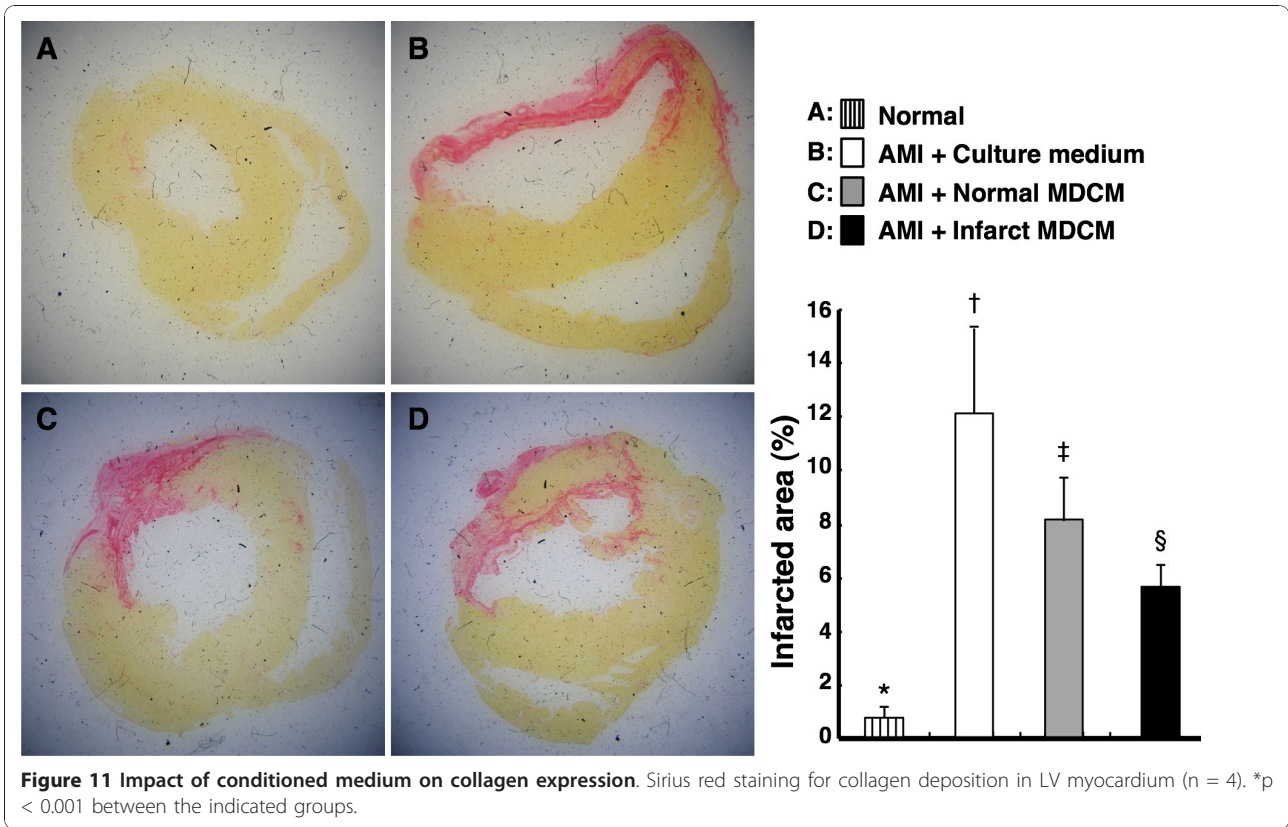 A
B
C
D
A: Normal
B: AMI + Culture medium
C: AMI + Normal MDCM
D: AMI + Infarct MDCM
Infarcted area (%)
16
14
12
10
8
6
4
2
0
*
†
‡
§
Figure 11 Impact of conditioned medium on collagen expression. Sirius red staining for collagen deposition in LV myocardium (n = 4). *p
< 0.001 between the indicated groups.